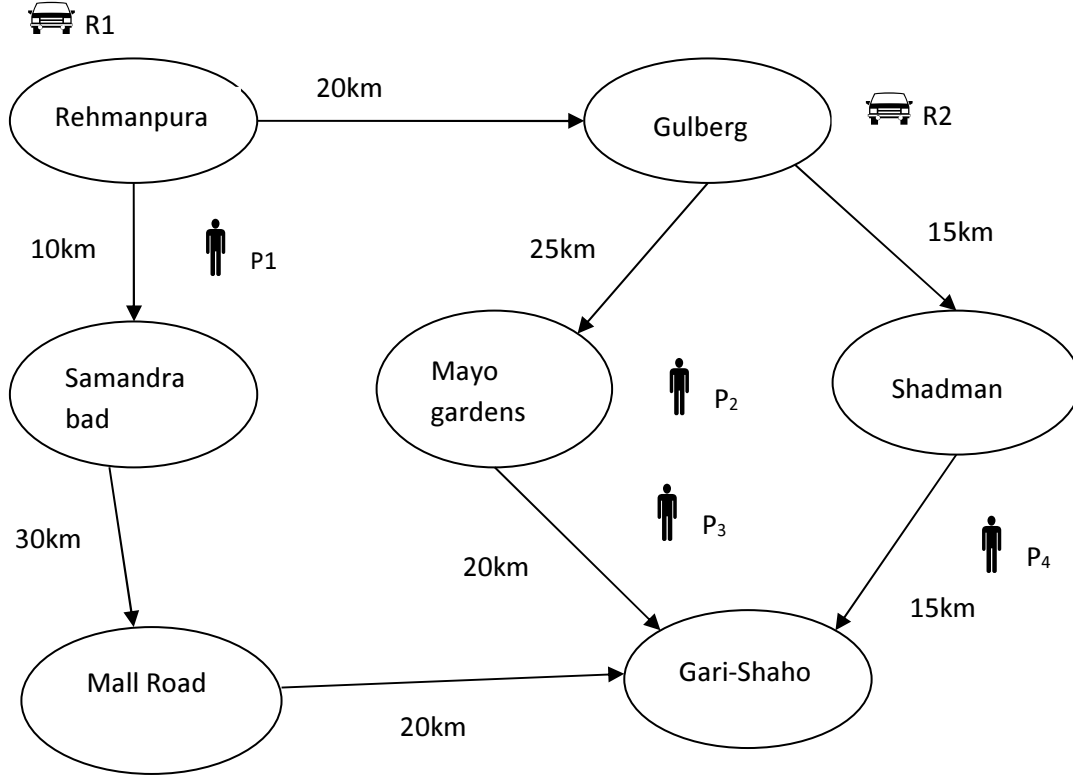 R1
20km
Rehmanpura
Gulberg
R2
10km
P1
25km
15km
Samandra
bad
Mayo
gardens
P2
Shadman
30km
P3
20km
P4
15km
Mall Road
Gari-Shaho
20km